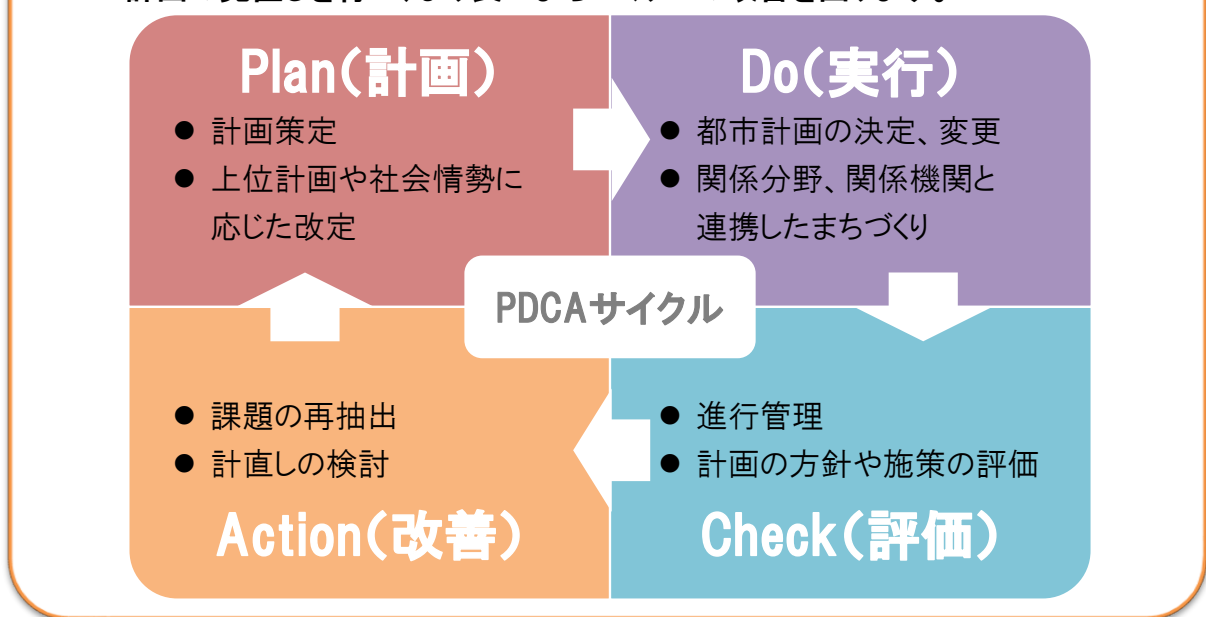 Plan(計画)
● 計画策定
● 上位計画や社会情勢に
応じた改定
Do(実行)
● 都市計画の決定、変更
● 関係分野、関係機関と
連携したまちづくり
PDCAサイクル
● 課題の再抽出
● 計直しの検討
Action(改善)
● 進行管理
● 計画の方針や施策の評価
Check(評価)